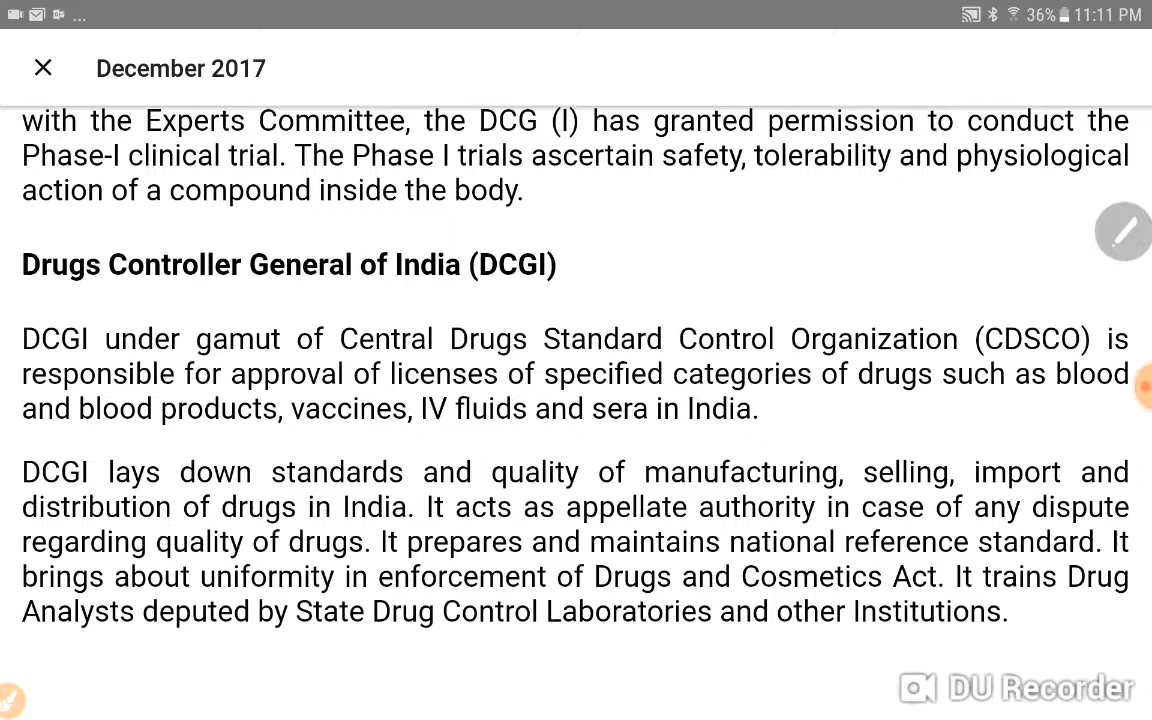 ... 36% 11:11 PM
December 2017
with the Experts Committee, the DCG (I) has granted permission to conduct the
Phase-I clinical trial. The Phase I trials ascertain safety, tolerability and physiological
action of a compound inside the body.
Drugs Controller General of India (DCGI)
DCGI under gamut of Central Drugs Standard Control Organization (CDSCO) is
responsible for approval of licenses of specified categories of drugs such as blood
and blood products, vaccines, IV fluids and sera in India.
DCGI lays down standards and quality of manufacturing, selling, import and
distribution of drugs in India. It acts as appellate authority in case of any dispute
regarding quality of drugs. It prepares and maintains national reference standard. It
brings about uniformity in enforcement of Drugs and Cosmetics Act. It trains Drug
Analysts deputed by State Drug Control Laboratories and other Institutions.
DU Recorder